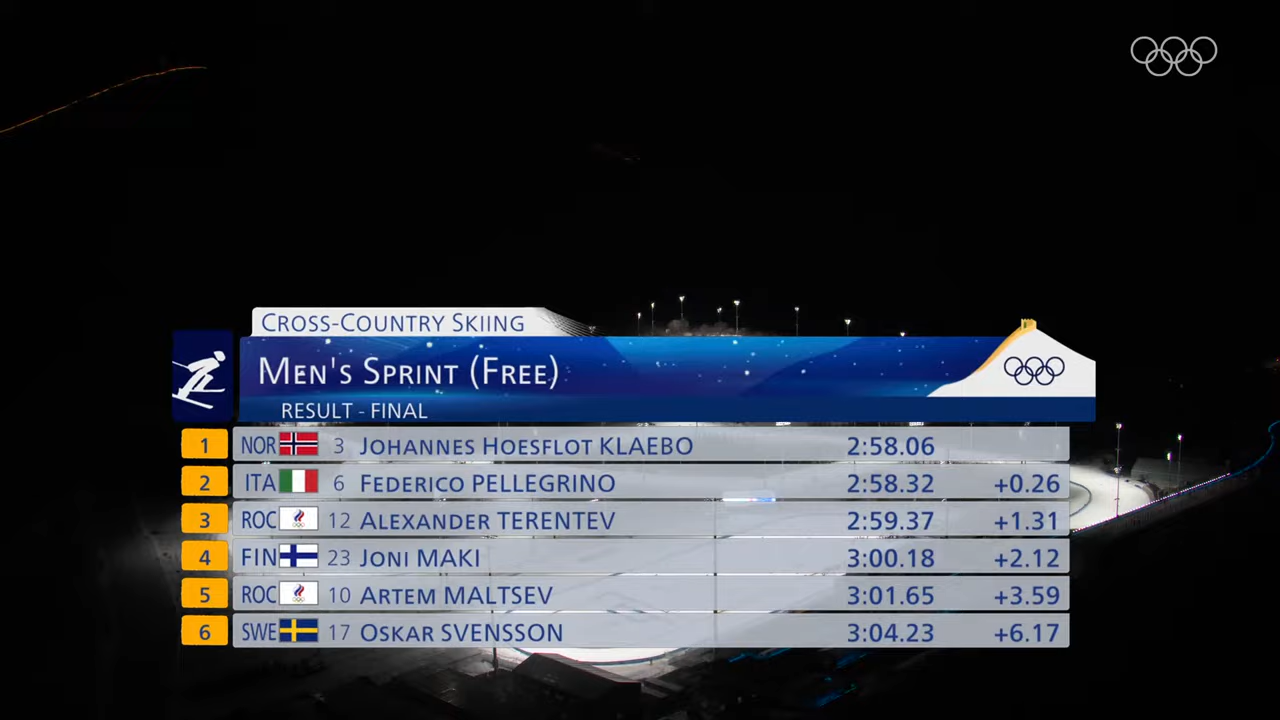 CROSS-COUNTRY SKIING
MEN'S SPRINT (FREE)
RESULT - FINAL
1 NOR 3 JOHANNES HOESFLOT KLAEBO 2:58.06
2 ITA 6 FEDERICO PELLEGRINO 2:58.32 +0.26
3 ROC 12 ALEXANDER TERENTEV 2:59.37 +1.31
4 FIN 23 JONI MAKI 3:00.18 +2.12
5 ROC 10 ARTEM MALTSEV 3:01.65 +3.59
6 SWE 17 OSKAR SVENSSON 3:04.23 +6.17